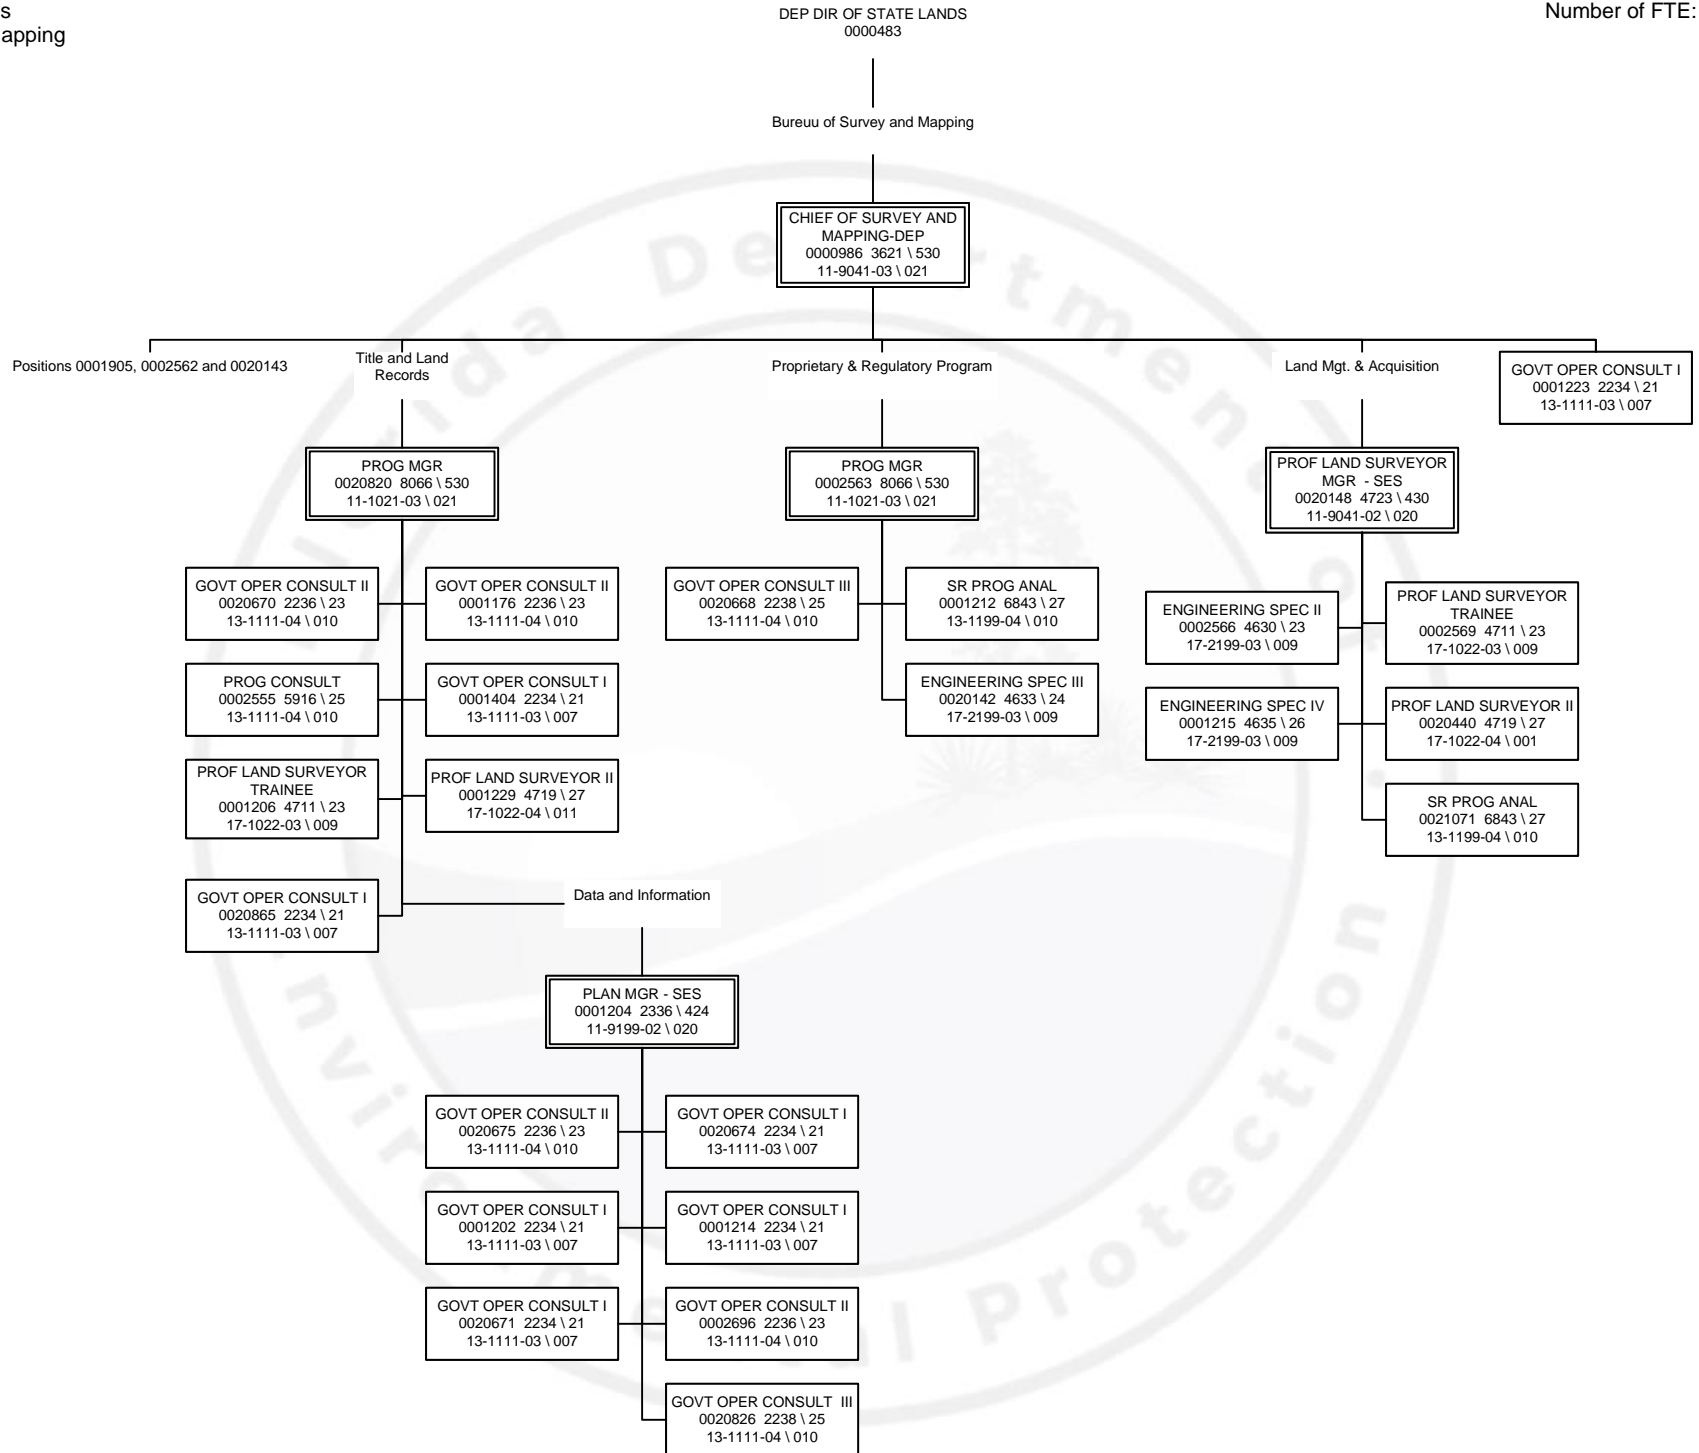 s
apping
DEP DIR OF STATE LANDS
0000483
Number of FTE:
Bureuu of Survey and Mapping
CHIEF OF SURVEY AND
MAPPING-DEP
0000986 3621 \ 530
11-9041-03 \ 021
Positions 0001905, 0002562 and 0020143
Title and Land
Records
Proprietary & Regulatory Program
Land Mgt. & Acquisition
GOVT OPER CONSULT I
0001223 2234 \ 21
13-1111-03 \ 007
PROG MGR
0020820 8066 \ 530
11-1021-03 \ 021
PROG MGR
0002563 8066 \ 530
11-1021-03 \ 021
PROF LAND SURVEYOR
MGR - SES
0020148 4723 \ 430
11-9041-02 \ 020
GOVT OPER CONSULT II
0020670 2236 \ 23
13-1111-04 \ 010
GOVT OPER CONSULT II
0001176 2236 \ 23
13-1111-04 \ 010
GOVT OPER CONSULT III
0020668 2238 \ 25
13-1111-04 \ 010
SR PROG ANAL
0001212 6843 \ 27
13-1199-04 \ 010
ENGINEERING SPEC II
0002566 4630 \ 23
17-2199-03 \ 009
PROF LAND SURVEYOR
TRAINEE
0002569 4711 \ 23
17-1022-03 \ 009
PROG CONSULT
0002555 5916 \ 25
13-1111-04 \ 010
GOVT OPER CONSULT I
0001404 2234 \ 21
13-1111-03 \ 007
ENGINEERING SPEC III
0020142 4633 \ 24
17-2199-03 \ 009
ENGINEERING SPEC IV
0001215 4635 \ 26
17-2199-03 \ 009
PROF LAND SURVEYOR II
0020440 4719 \ 27
17-1022-04 \ 001
PROF LAND SURVEYOR
TRAINEE
0001206 4711 \ 23
17-1022-03 \ 009
PROF LAND SURVEYOR II
0001229 4719 \ 27
17-1022-04 \ 011
SR PROG ANAL
0021071 6843 \ 27
13-1199-04 \ 010
GOVT OPER CONSULT I
0020865 2234 \ 21
13-1111-03 \ 007
Data and Information
PLAN MGR - SES
0001204 2336 \ 424
11-9199-02 \ 020
GOVT OPER CONSULT II
0020675 2236 \ 23
13-1111-04 \ 010
GOVT OPER CONSULT I
0020674 2234 \ 21
13-1111-03 \ 007
GOVT OPER CONSULT I
0001202 2234 \ 21
13-1111-03 \ 007
GOVT OPER CONSULT I
0001214 2234 \ 21
13-1111-03 \ 007
GOVT OPER CONSULT I
0020671 2234 \ 21
13-1111-03 \ 007
GOVT OPER CONSULT II
0002696 2236 \ 23
13-1111-04 \ 010
GOVT OPER CONSULT III
0020826 2238 \ 25
13-1111-04 \ 010